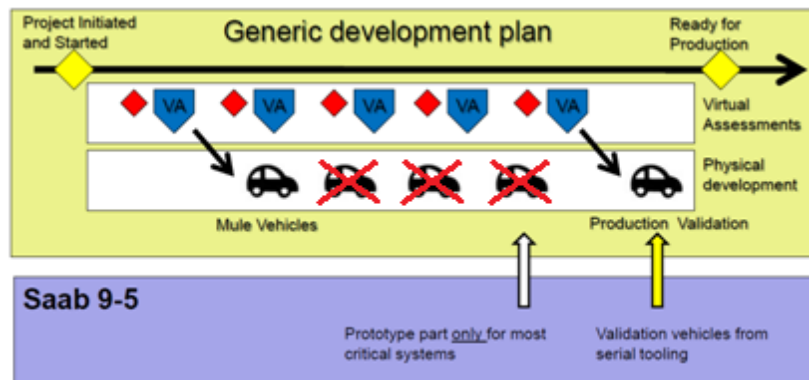 Project Initiated
and Started
Generic development plan
Ready for
Production
VA
VA
VA
VA
VA
Virtual
Assessments
Physical
development
Mule Vehicles
Production Validation
Saab 9-5
Prototype part only for most
critical systems
Validation vehicles from
serial tooling